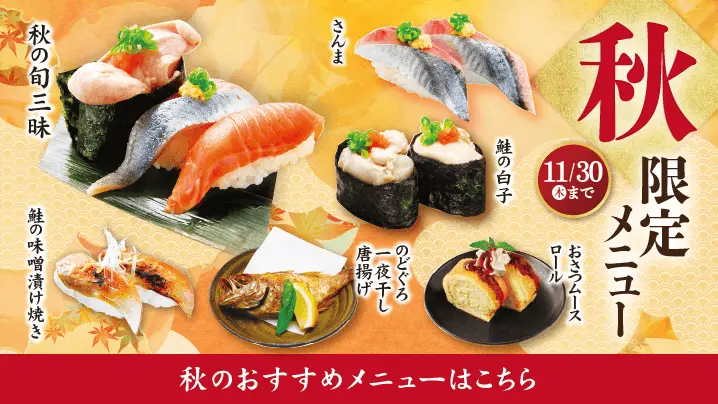 秋
限定
メニュー
11/30
木まで
秋の旬三昧
さんま
鮭の白子
鮭の味噌漬け焼き
のどぐろ
一夜干し
唐揚げ
おさつムース
ロール
秋のおすすめメニューはこちら